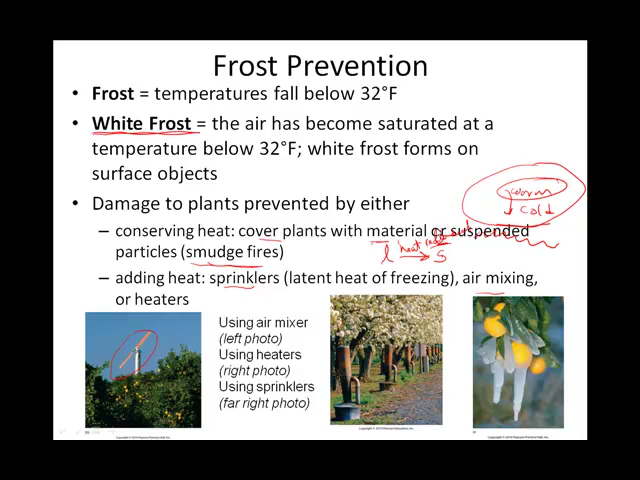 Frost Prevention
• Frost = temperatures fall below 32°F
• White Frost = the air has become saturated at a
temperature below 32°F; white frost forms on
surface objects
• Damage to plants prevented by either
– conserving heat: cover plants with material or suspended
particles (smudge fires)
– adding heat: sprinklers (latent heat of freezing), air mixing,
or heaters
warm
cold
l heat S
Using air mixer
(left photo)
Using heaters
(right photo)
Using sprinklers
(far right photo)